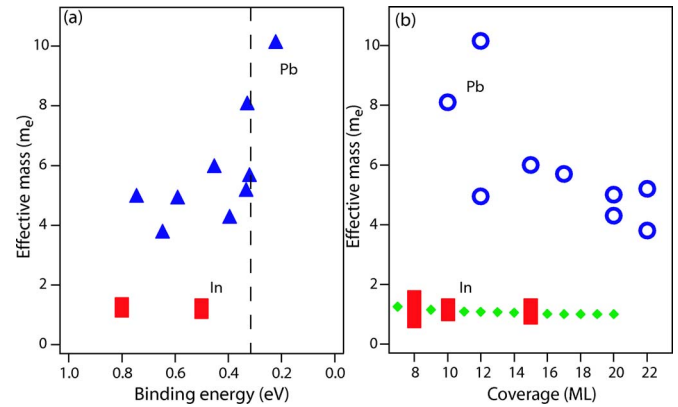 (a)
Effective mass (mₑ)
10
8
6
4
2
0
Pb
In
1.0 0.8 0.6 0.4 0.2 0.0
Binding energy (eV)
(b)
Effective mass (mₑ)
10
8
6
4
2
0
Pb
In
8 10 12 14 16 18 20 22
Coverage (ML)